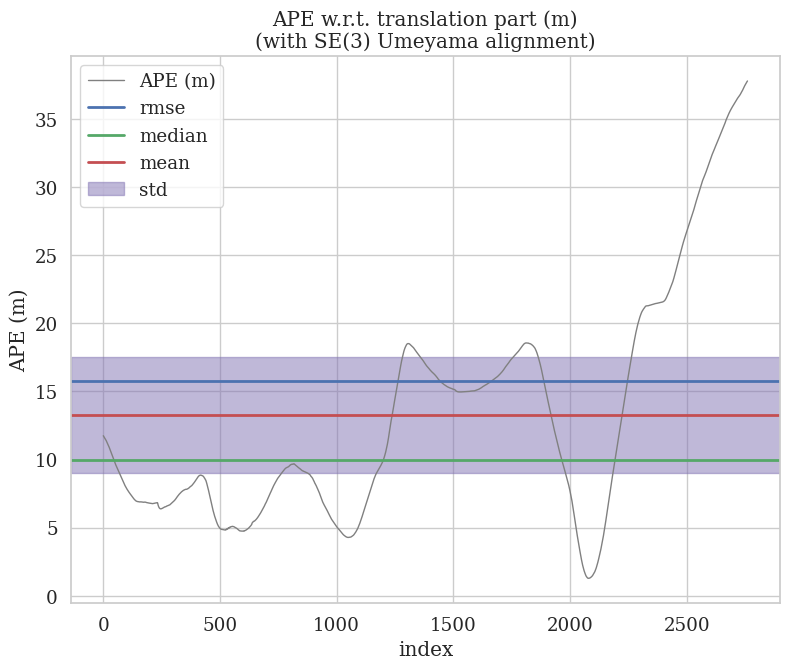 APE w.r.t. translation part (m)
(with SE(3) Umeyama alignment)
APE (m)
rmse
median
mean
std
APE (m)
35
30
25
20
15
10
5
0
0 500 1000 1500 2000 2500
index